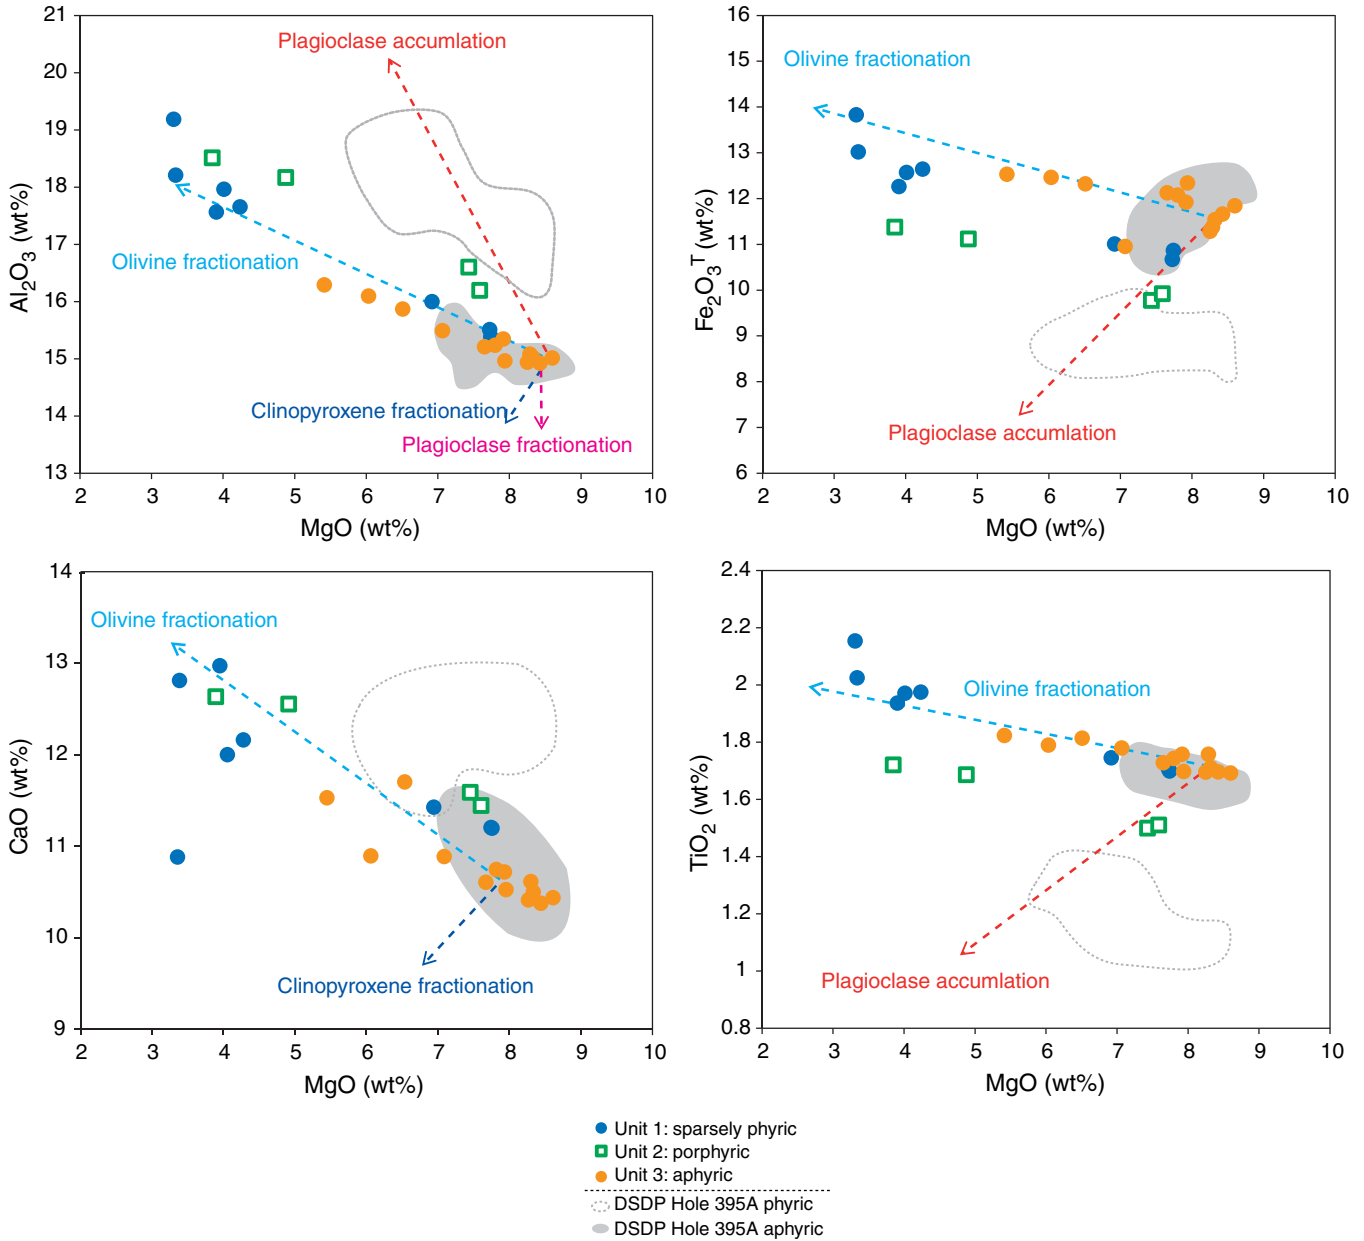 21
20
19
18
17
16
15
14
13
Al2O3 (wt%)
Plagioclase accumlation
Olivine fractionation
Clinopyroxene fractionation
Plagioclase fractionation
2 3 4 5 6 7 8 9 10
MgO (wt%)
16
15
14
13
12
11
10
9
8
7
6
Fe2O3T (wt%)
Olivine fractionation
Plagioclase accumlation
2 3 4 5 6 7 8 9 10
MgO (wt%)
14
13
12
11
10
9
CaO (wt%)
Olivine fractionation
Clinopyroxene fractionation
2 3 4 5 6 7 8 9 10
MgO (wt%)
2.4
2.2
2
1.8
1.6
1.4
1.2
1
0.8
TiO2 (wt%)
Olivine fractionation
Plagioclase accumlation
2 3 4 5 6 7 8 9 10
MgO (wt%)
Unit 1: sparsely phyric
Unit 2: porphyric
Unit 3: aphyric
DSDP Hole 395A phyric
DSDP Hole 395A aphyric